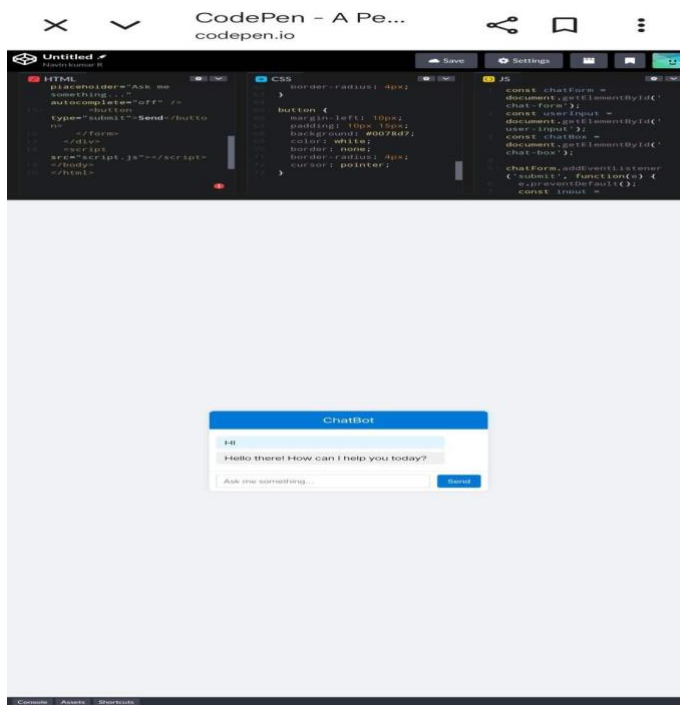 CodePen - A Pe...
codepen.io
Untitled
Navin kumar R
Save
Settings
HTML
placeholder="Ask me
something..."
autocomplete="off" />
<button
type="submit">Send</butto
n>
</form>
</div>
<script
src="script.js"></script>
</body>
</html>
CSS
border-radius: 4px;
}
button {
margin-left: 10px;
padding: 10px 15px;
background: #0078d7;
color: white;
border: none;
border-radius: 4px;
cursor: pointer;
}
JS
const chatForm =
document.getElementById('
chat-form');
const userInput =
document.getElementById('
user-input');
const chatBox =
document.getElementById('
chat-box');
chatForm.addEventListener
('submit', function(e) {
e.preventDefault();
const input =
ChatBot
HI
Hello there! How can I help you today?
Ask me something...
Send
Console Assets Shortcuts